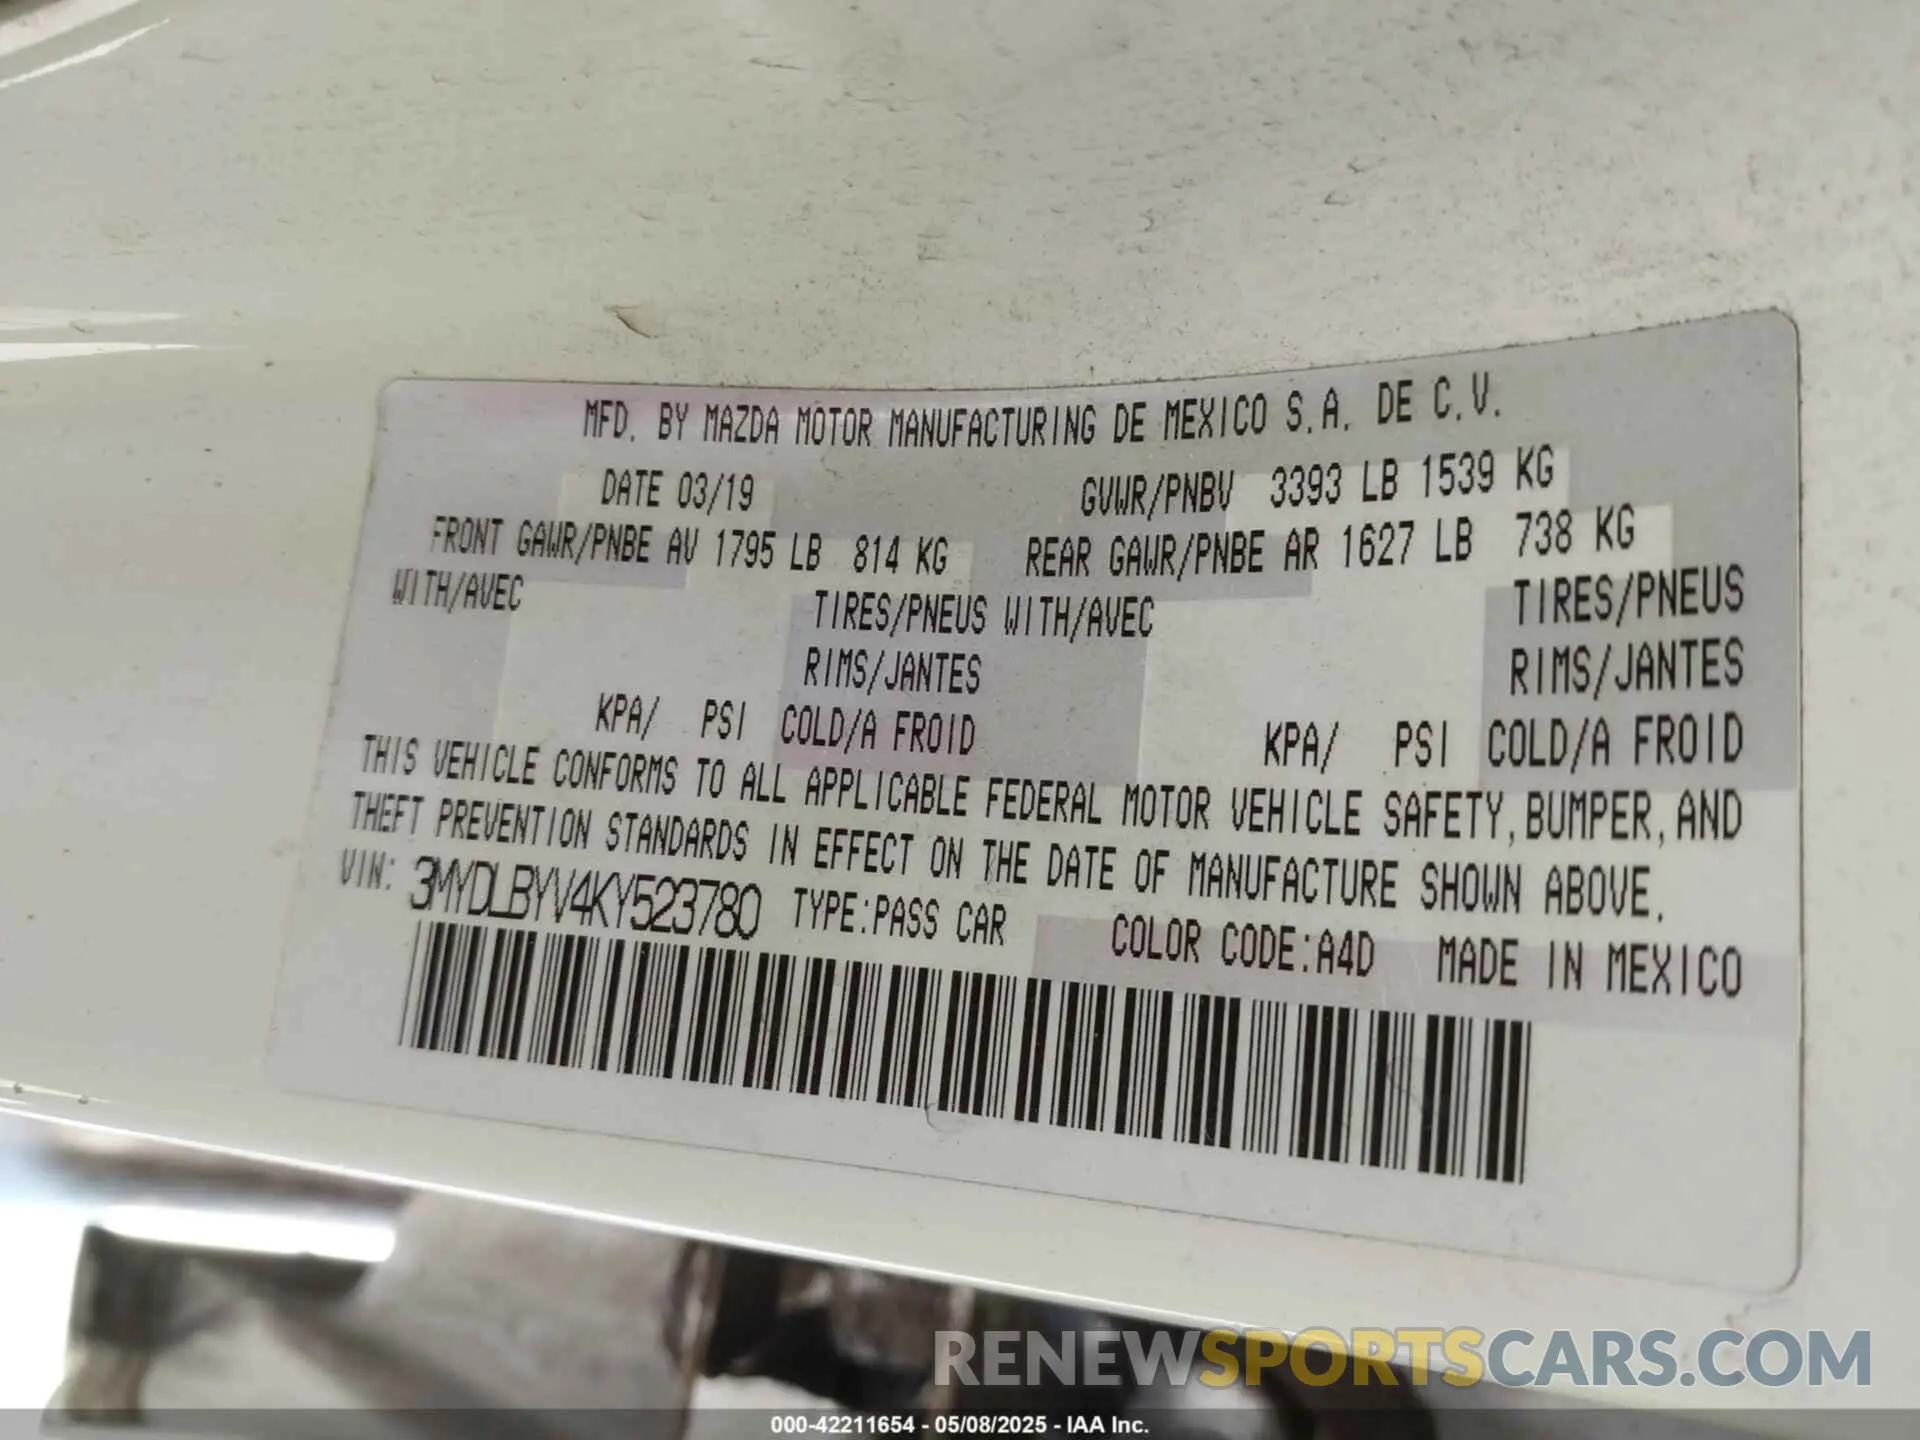 MFD. BY MAZDA MOTOR MANUFACTURING DE MEXICO S.A. DE C.V.
DATE 03/19 GVWR/PNBV 3393 LB 1539 KG
FRONT GAWR/PNBE AV 1795 LB 814 KG REAR GAWR/PNBE AR 1627 LB 738 KG
WITH/AVEC TIRES/PNEUS WITH/AVEC TIRES/PNEUS
RIMS/JANTES RIMS/JANTES
KPA/ PSI COLD/A FROID KPA/ PSI COLD/A FROID
THIS VEHICLE CONFORMS TO ALL APPLICABLE FEDERAL MOTOR VEHICLE SAFETY, BUMPER, AND
THEFT PREVENTION STANDARDS IN EFFECT ON THE DATE OF MANUFACTURE SHOWN ABOVE.
VIN: 3MYDLBYV4KY523780 TYPE:PASS CAR COLOR CODE:A4D MADE IN MEXICO
RENEWSPORTSCARS.COM
000-42211654 - 05/08/2025 - IAA Inc.